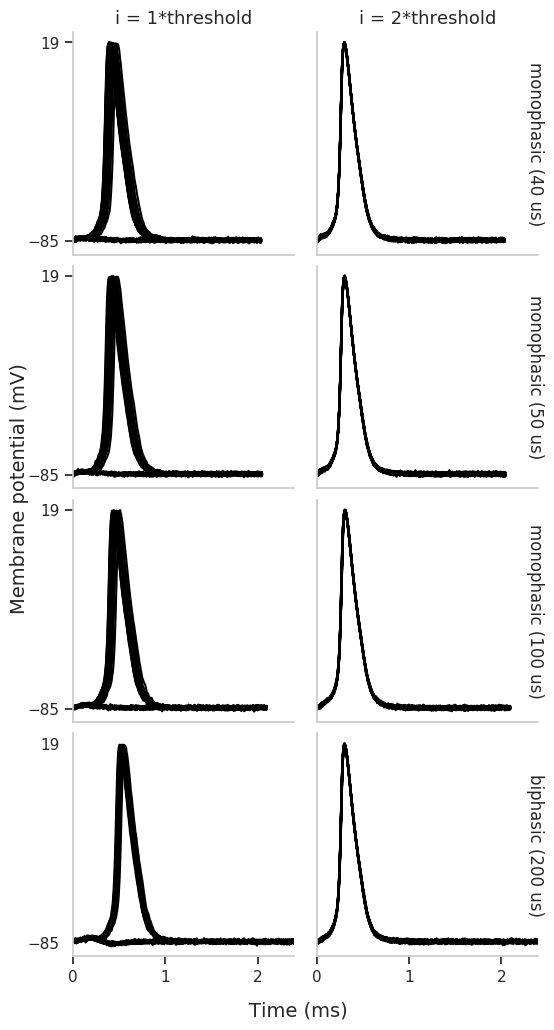 i = 1*threshold
i = 2*threshold
19
−85
monophasic (40 us)
19
−85
monophasic (50 us)
Membrane potential (mV)
19
−85
monophasic (100 us)
19
−85
biphasic (200 us)
0 1 2
0 1 2
Time (ms)